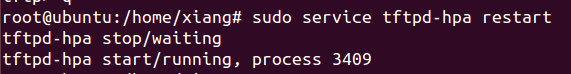 tftp> q
root@ubuntu:/home/xiang# sudo service tftpd-hpa restart
tftpd-hpa stop/waiting
tftpd-hpa start/running, process 3409